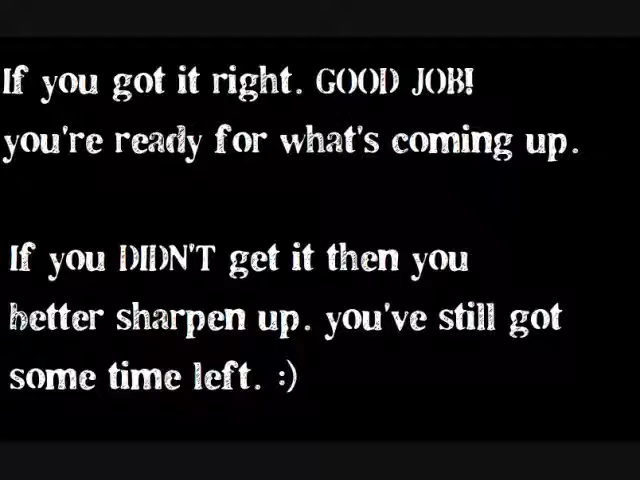 If you got it right. GOOD JOB!
you're ready for what's coming up.
If you DIDN'T get it then you
better sharpen up. you've still got
some time left. :)